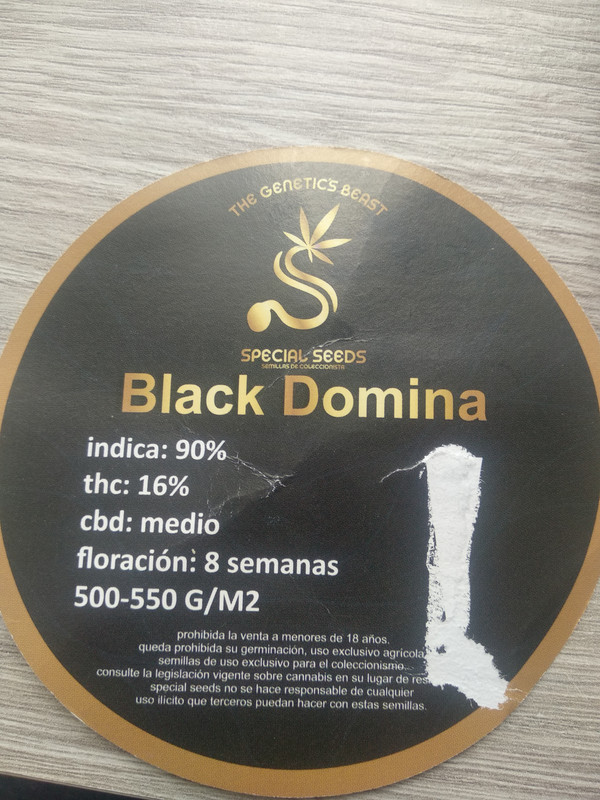 THE GENETIC'S BEAST
SPECIAL SEEDS
SEMILLAS DE COLECCIONISTA
Black Domina
indica: 90%
thc: 16%
cbd: medio
floración: 8 semanas
500-550 G/M2
prohibida la venta a menores de 18 años.
queda prohibida su germinación, uso exclusivo agricola
semillas de uso exclusivo para el coleccionismo...
consulte la legislación vigente sobre cannabis en su lugar de
special seeds no se hace responsable de cualquier
uso ilícito que terceros puedan hacer con estas semillas.